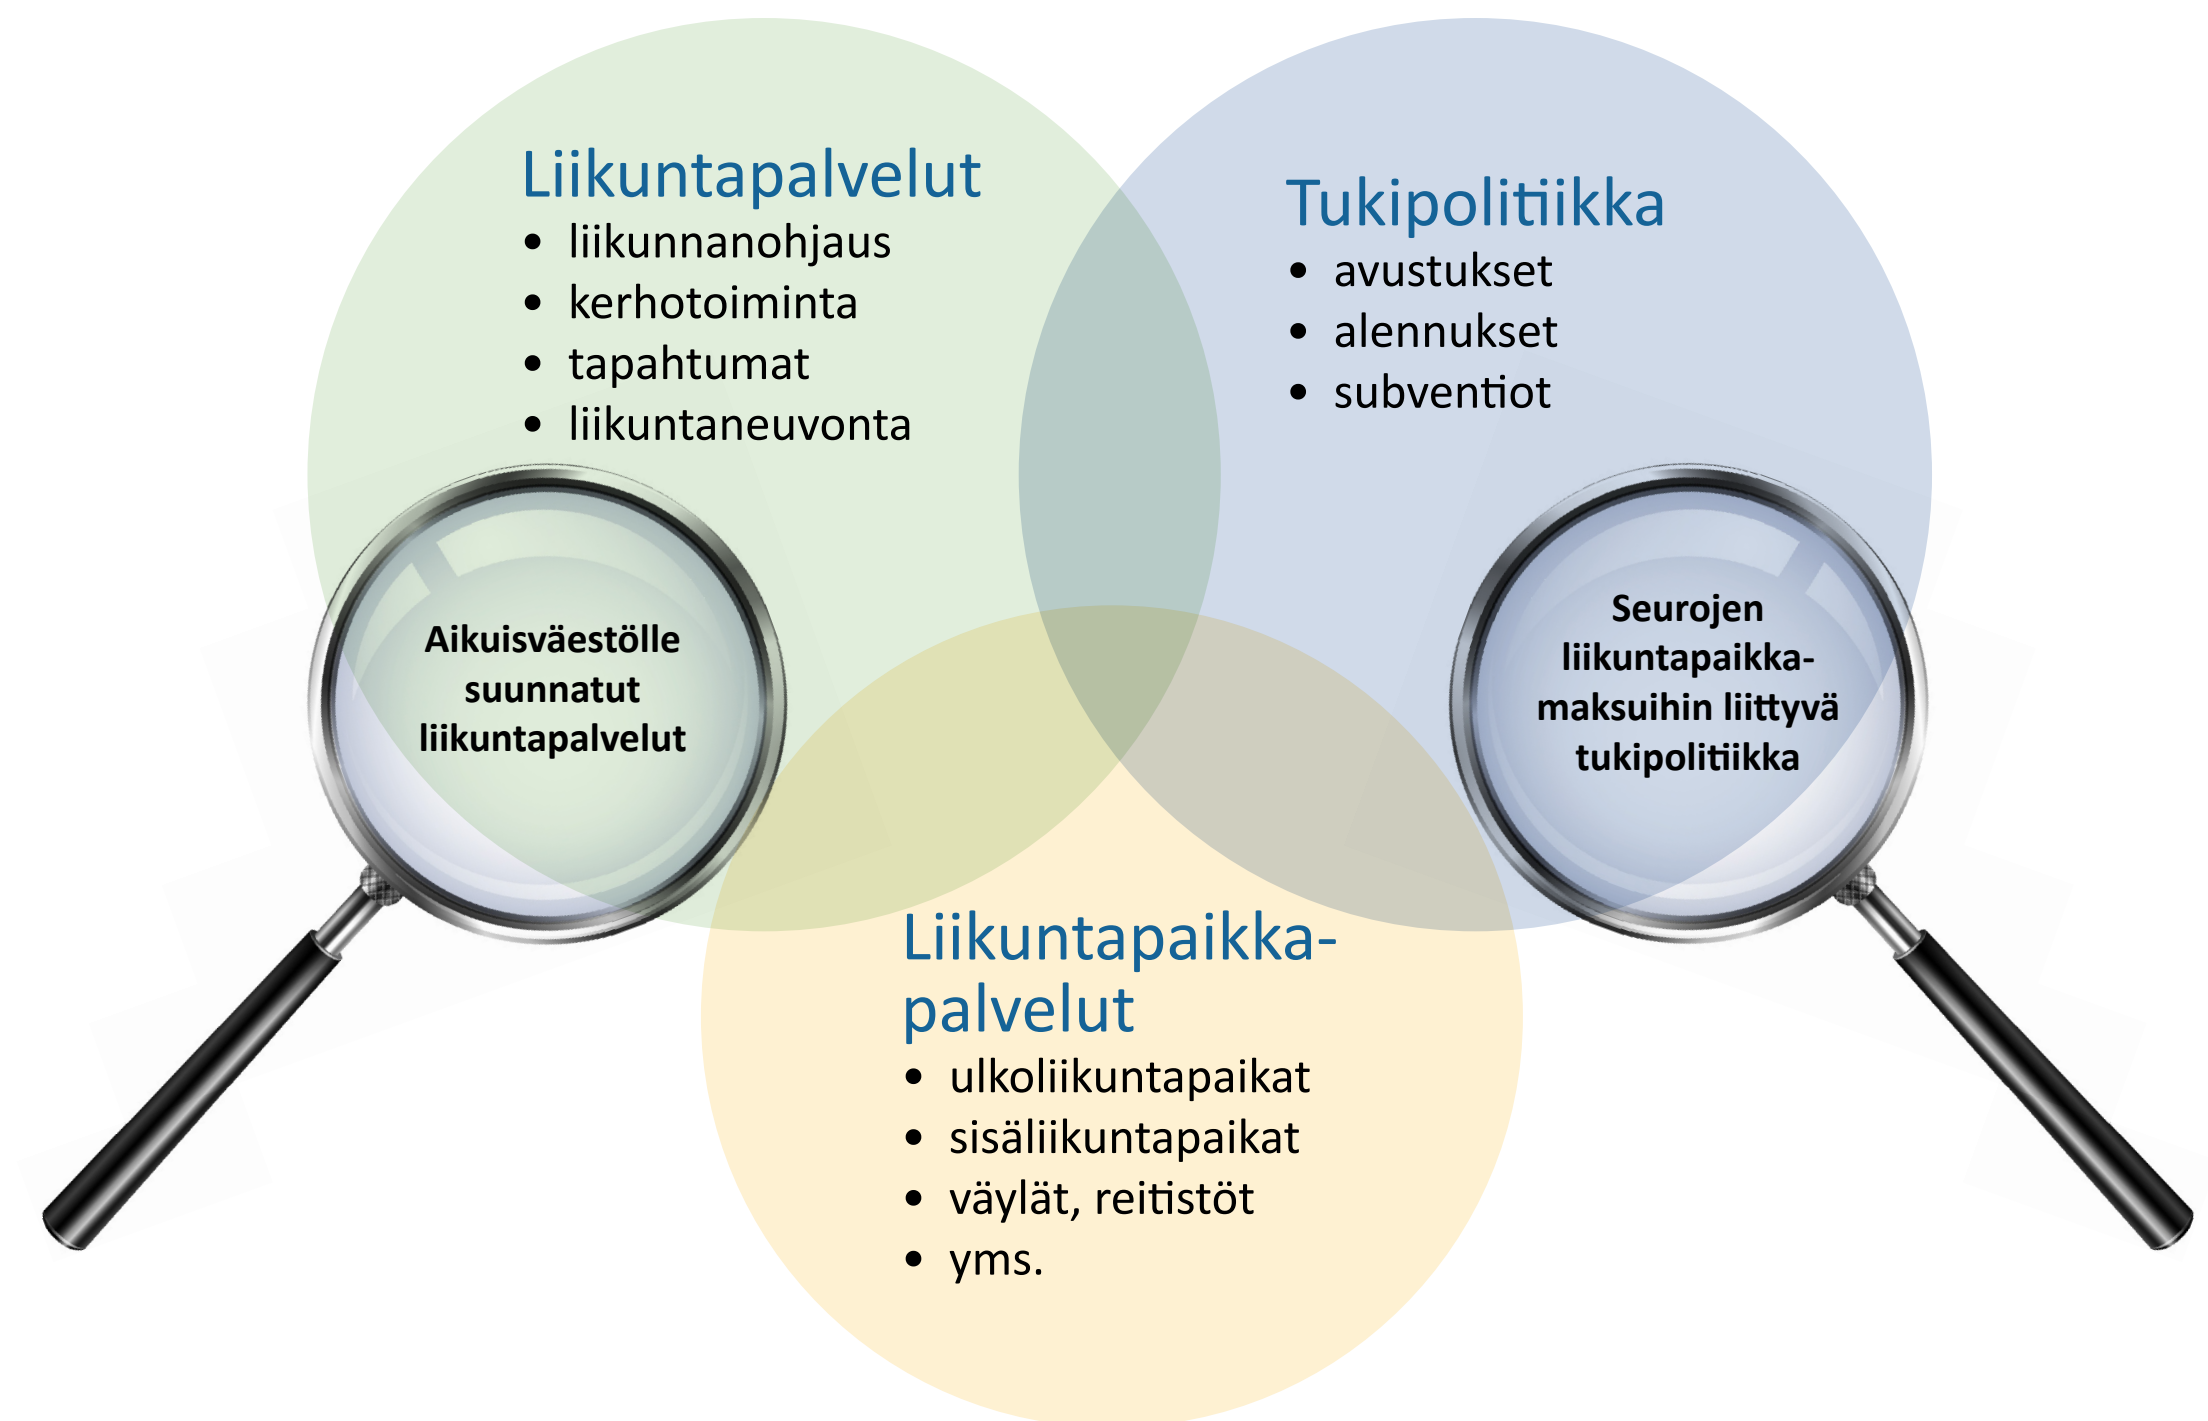 Liikuntapalvelut
• liikunnanohjaus
• kerhotoiminta
• tapahtumat
• liikuntaneuvonta
Tukipolitiikka
• avustukset
• alennukset
• subventiot
Aikuisväestölle
suunnatut
liikuntapalvelut
Seurojen
liikuntapaikka-
maksuihin liittyvä
tukipolitiikka
Liikuntapaikka-
palvelut
• ulkoliikuntapaikat
• sisäliikuntapaikat
• väylät, reitistöt
• yms.